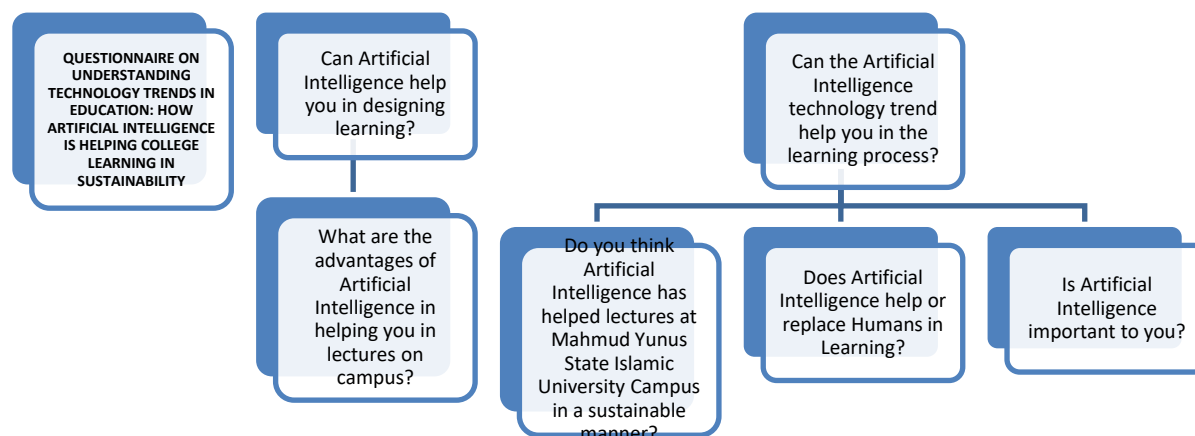 QUESTIONNAIRE ON
UNDERSTANDING
TECHNOLOGY TRENDS IN
EDUCATION: HOW
ARTIFICIAL INTELLIGENCE
IS HELPING COLLEGE
LEARNING IN
SUSTAINABILITY
Can Artificial
Intelligence help
you in designing
learning?
What are the
advantages of
Artificial
Intelligence in
helping you in
lectures on
campus?
Can the Artificial
Intelligence
technology trend
help you in the
learning process?
Do you think
Artificial
Intelligence has
helped lectures at
Mahmud Yunus
State Islamic
University Campus
in a sustainable
manner?
Does Artificial
Intelligence help or
replace Humans in
Learning?
Is Artificial
Intelligence
important to you?